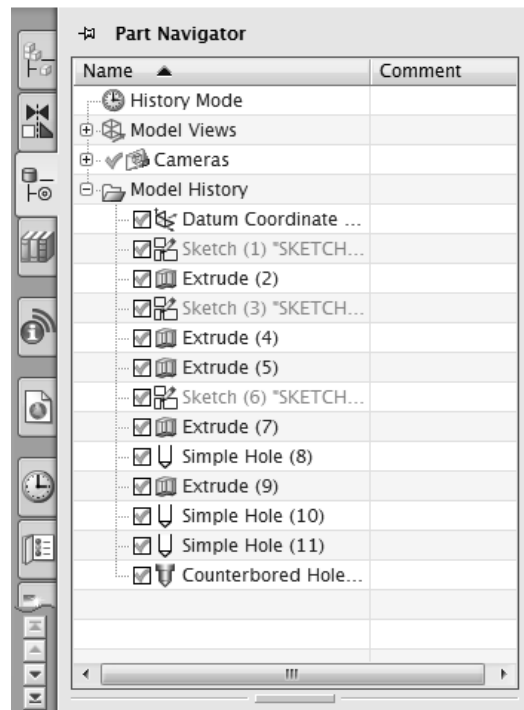 Part Navigator
Name Comment
History Mode
Model Views
Cameras
Model History
Datum Coordinate ...
Sketch (1) "SKETCH...
Extrude (2)
Sketch (3) "SKETCH...
Extrude (4)
Extrude (5)
Sketch (6) "SKETCH...
Extrude (7)
Simple Hole (8)
Extrude (9)
Simple Hole (10)
Simple Hole (11)
Counterbored Hole...